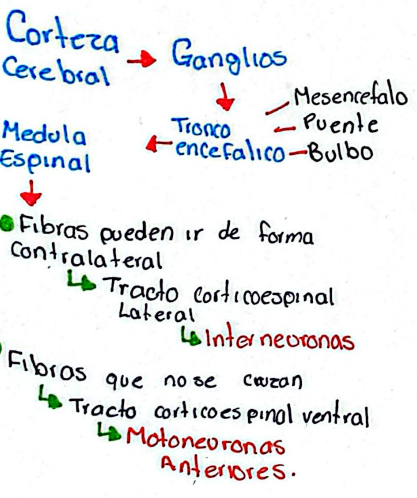 Corteza
Cerebral
Ganglios
Mesencefalo
Puente
Bulbo
Tronco
encefalico
Medula
Espinal
Fibras pueden ir de forma
contralateral
Tracto corticoespinal
Lateral
Interneuronas
Fibras que no se cruzan
Tracto corticoespinal ventral
Motoneuronas
Anteriores.